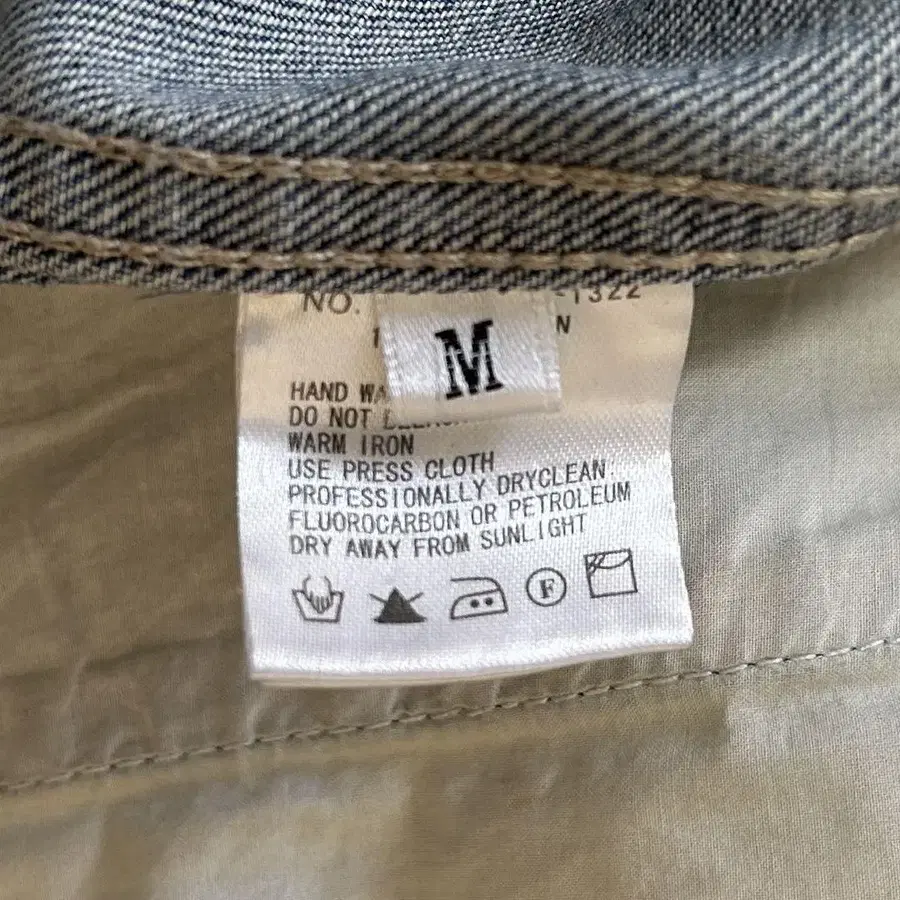 NO. -1322
M
HAND WA
DO NOT
WARM IRON
USE PRESS CLOTH
PROFESSIONALLY DRYCLEAN
FLUOROCARBON OR PETROLEUM
DRY AWAY FROM SUNLIGHT
F